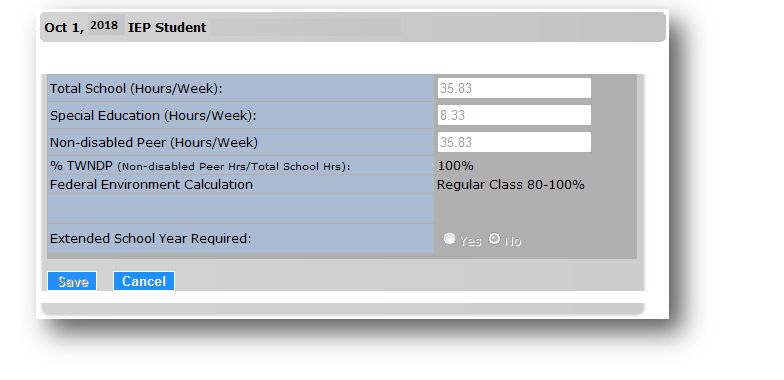 Oct 1, 2018 IEP Student
Total School (Hours/Week): 35.83
Special Education (Hours/Week): 8.33
Non-disabled Peer (Hours/Week) 35.83
% TWNDP (Non-disabled Peer Hrs/Total School Hrs): 100%
Federal Environment Calculation Regular Class 80-100%
Extended School Year Required: Yes No
Save Cancel